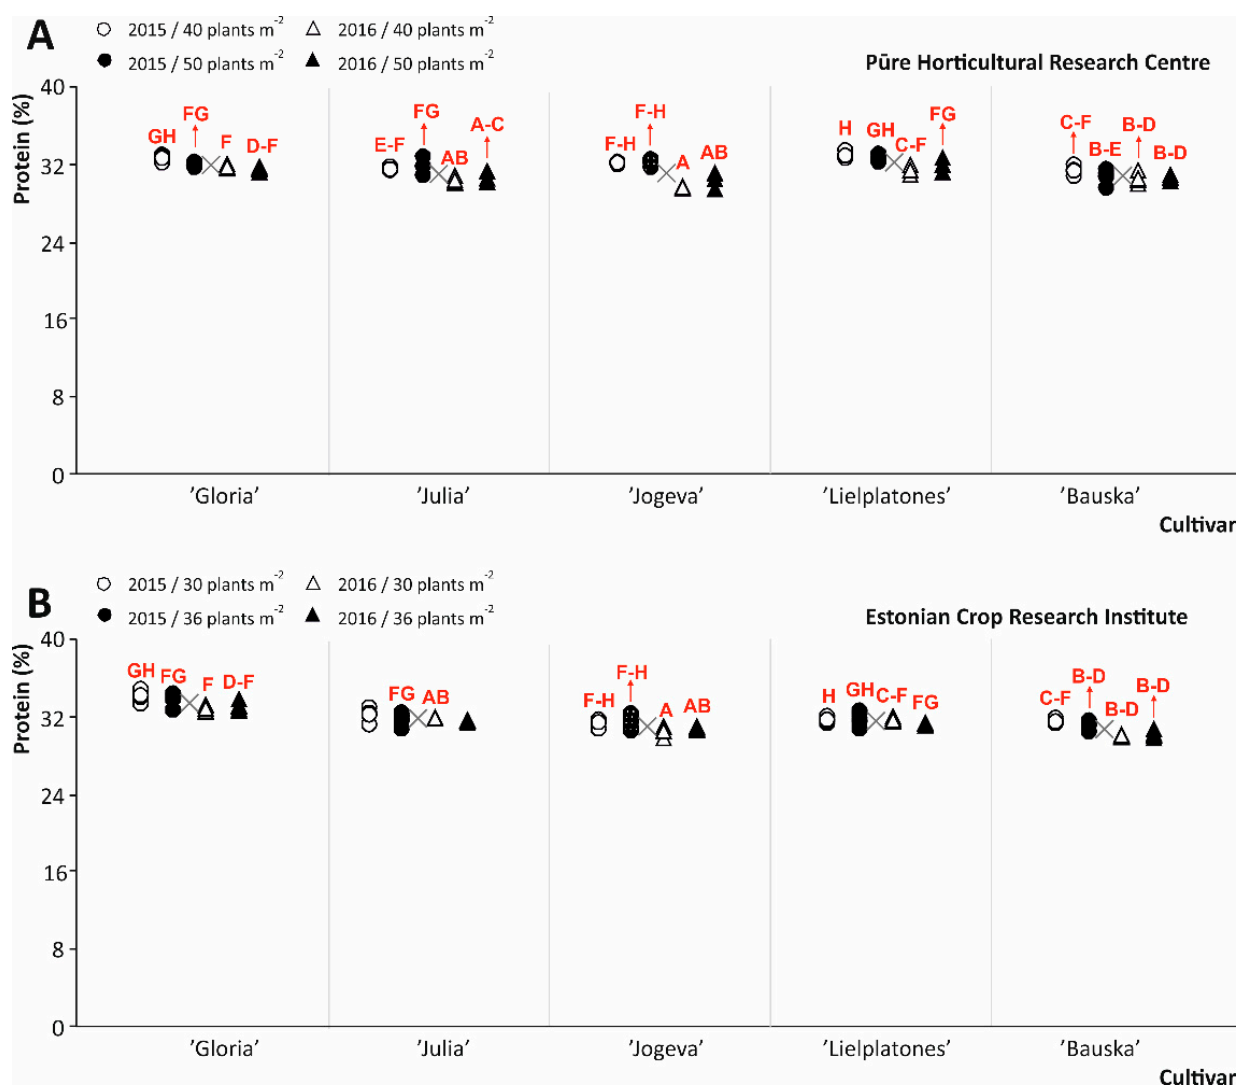 A
2015 / 40 plants m-2
2016 / 40 plants m-2
2015 / 50 plants m-2
2016 / 50 plants m-2
Pūre Horticultural Research Centre
Protein (%)
40
32
24
16
8
0
GH
FG
F
D-F
E-F
FG
AB
A-C
F-H
F-H
A
AB
H
GH
C-F
FG
C-F
B-E
B-D
B-D
’Gloria’
’Julia’
’Jogeva’
’Lielplatones’
’Bauska’
Cultivar
B
2015 / 30 plants m-2
2016 / 30 plants m-2
2015 / 36 plants m-2
2016 / 36 plants m-2
Estonian Crop Research Institute
Protein (%)
40
32
24
16
8
0
GH
FG
F
D-F
FG
AB
F-H
F-H
A
AB
H
GH
C-F
FG
C-F
B-D
B-D
B-D
’Gloria’
’Julia’
’Jogeva’
’Lielplatones’
’Bauska’
Cultivar